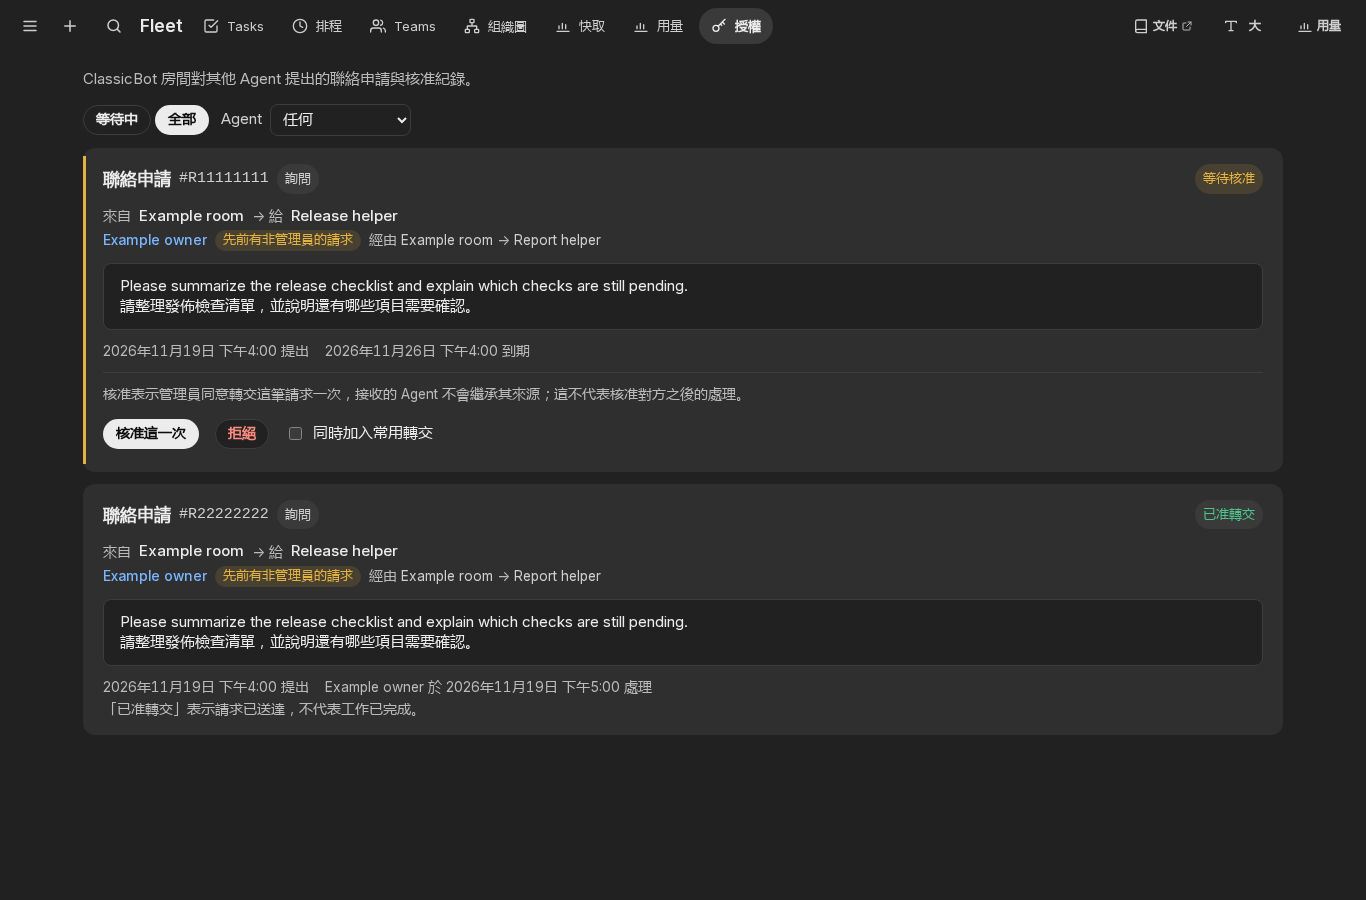 Fleet Tasks 排程 Teams 組織圖 快取 用量 授權 文件 大 用量
ClassicBot 房間對其他 Agent 提出的聯絡申請與核准紀錄。
等待中 全部 Agent 任何
聯絡申請 #R11111111 詢問 等待核准
來自 Example room → 給 Release helper
Example owner 先前有非管理員的請求 經由 Example room → Report helper
Please summarize the release checklist and explain which checks are still pending.
請整理發佈檢查清單，並說明還有哪些項目需要確認。
2026年11月19日 下午4:00 提出 2026年11月26日 下午4:00 到期
核准表示管理員同意轉交這筆請求一次，接收的 Agent 不會繼承其來源；這不代表核准對方之後的處理。
核准這一次 拒絕 同時加入常用轉交
聯絡申請 #R22222222 詢問 已准轉交
來自 Example room → 給 Release helper
Example owner 先前有非管理員的請求 經由 Example room → Report helper
Please summarize the release checklist and explain which checks are still pending.
請整理發佈檢查清單，並說明還有哪些項目需要確認。
2026年11月19日 下午4:00 提出 Example owner 於 2026年11月19日 下午5:00 處理
「已准轉交」表示請求已送達，不代表工作已完成。